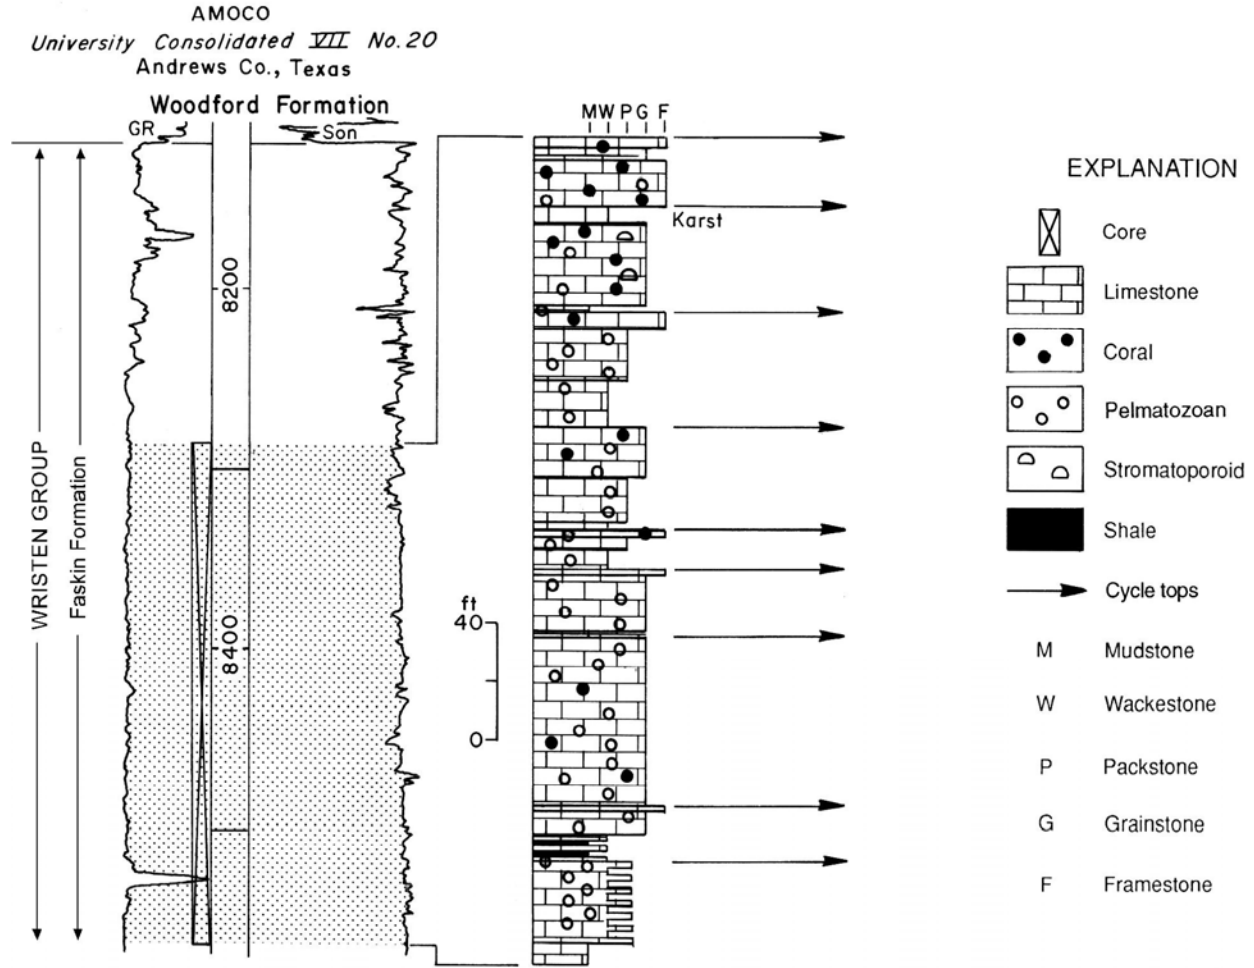 AMOCO
University Consolidated VII No. 20
Andrews Co., Texas
Woodford Formation
GR
Son
M W P G F
Karst
8200
8400
WRISTEN GROUP
Faskin Formation
ft
40
0
EXPLANATION
Core
Limestone
Coral
Pelmatozoan
Stromatoporoid
Shale
Cycle tops
M Mudstone
W Wackestone
P Packstone
G Grainstone
F Framestone